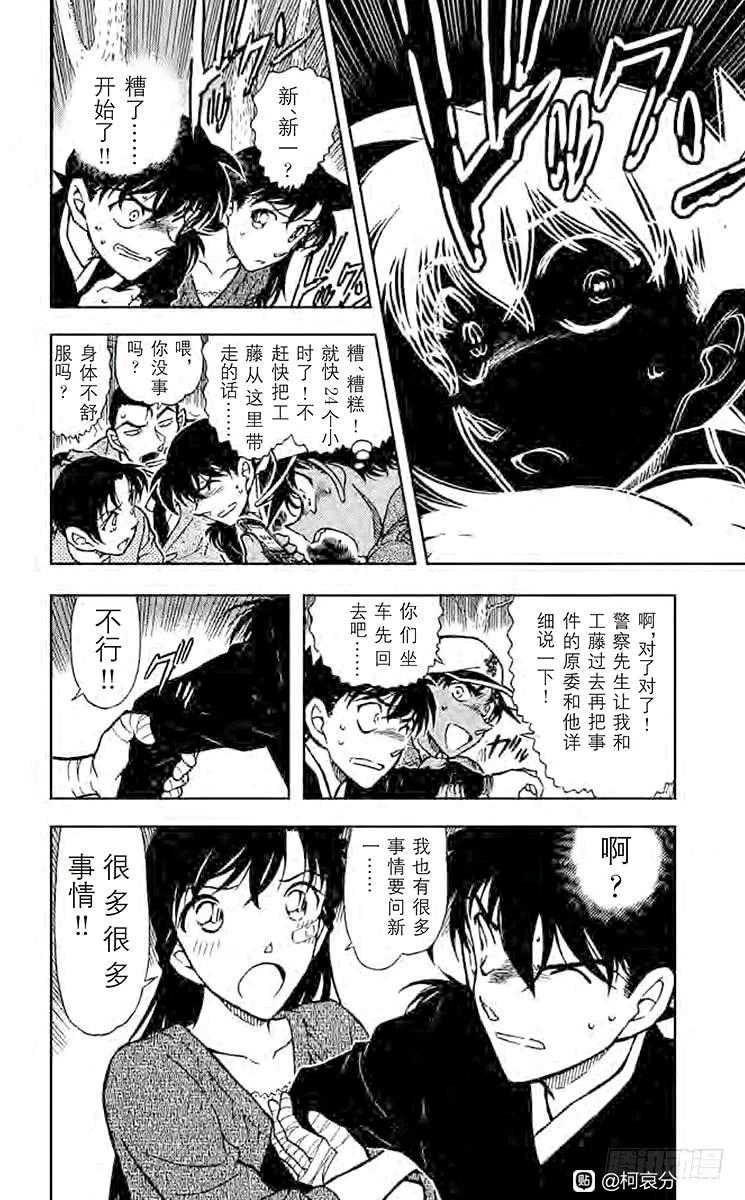 新、新一？
糟了……
开始了！！
糟、糟糕！
就快24个小
时了！不
赶快把工
藤从这里带
走的话……
喂，
你没事
吗？
身体不舒
服吗？
啊，对了对了！
警察先生让我和
工藤过去再把事
件的原委和他详
细说一下！
你们坐
车先回
去吧……
不行！！
啊？
我也有很多
事情要问新
一……
很多很多
事情！！
贴 @柯哀分